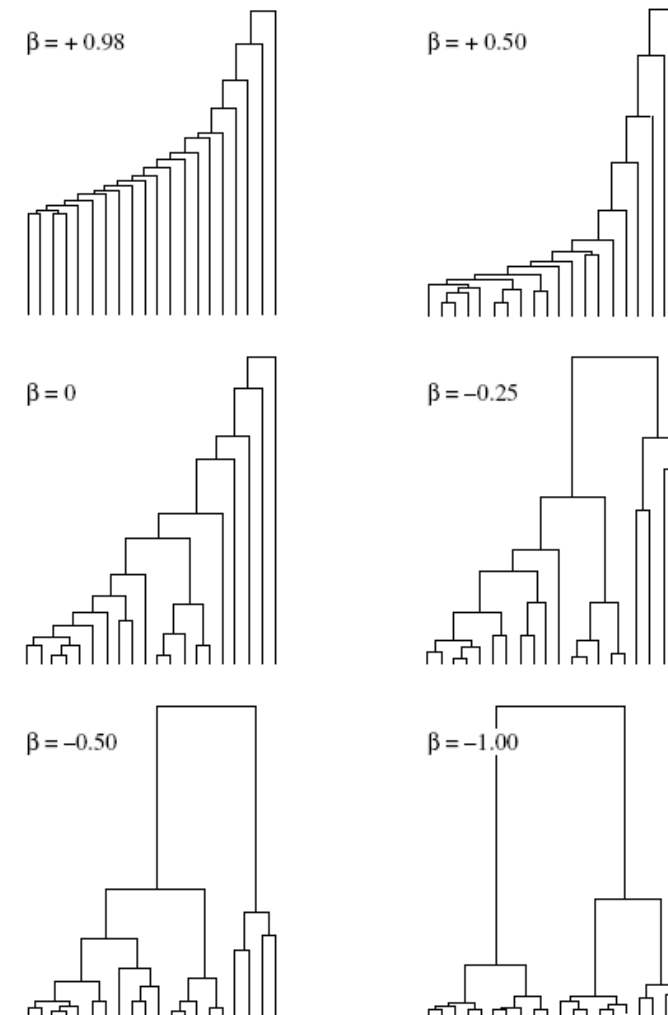 β = + 0.98
β = + 0.50
β = 0
β = –0.25
β = –0.50
β = –1.00